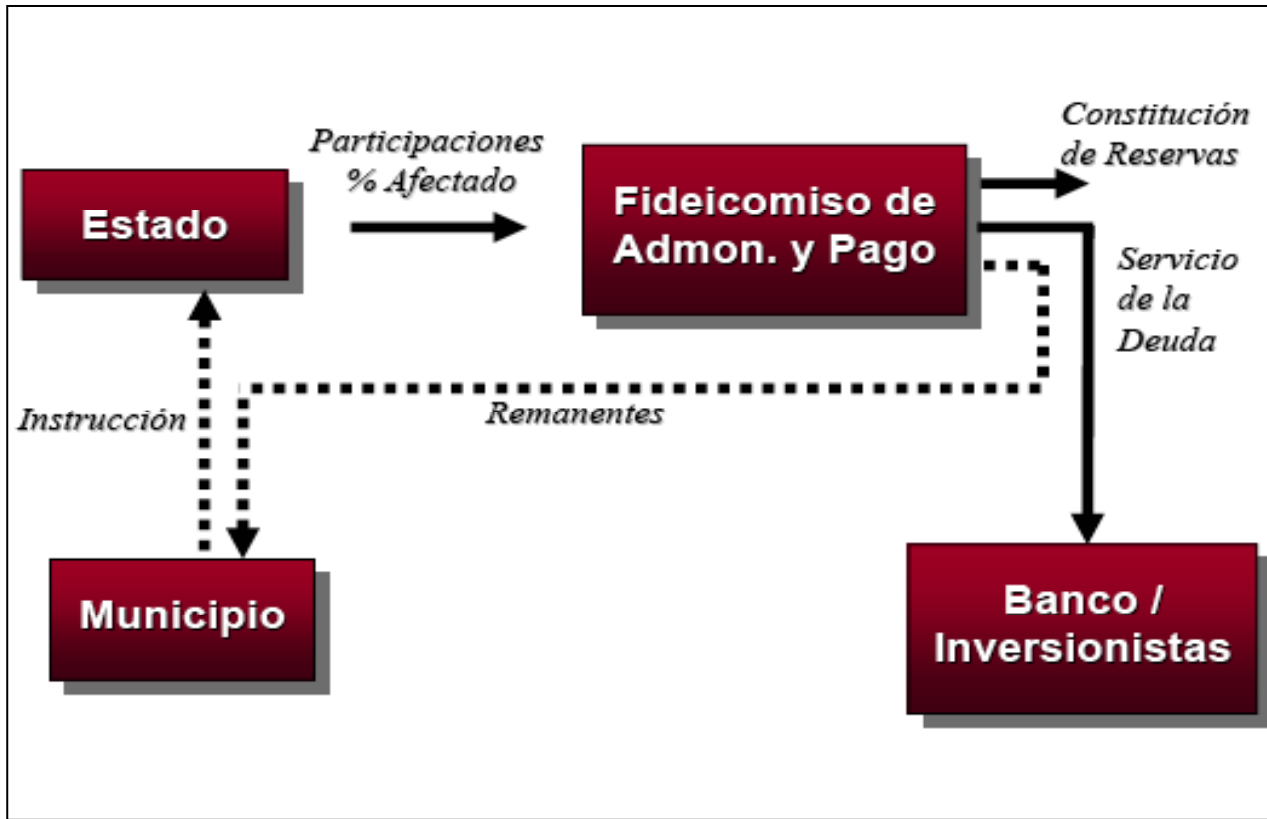 Participaciones
% Afectado
Constitución
de Reservas
Estado
Fideicomiso de
Admon. y Pago
Servicio
de la
Deuda
Instrucción
Remanentes
Municipio
Banco /
Inversionistas